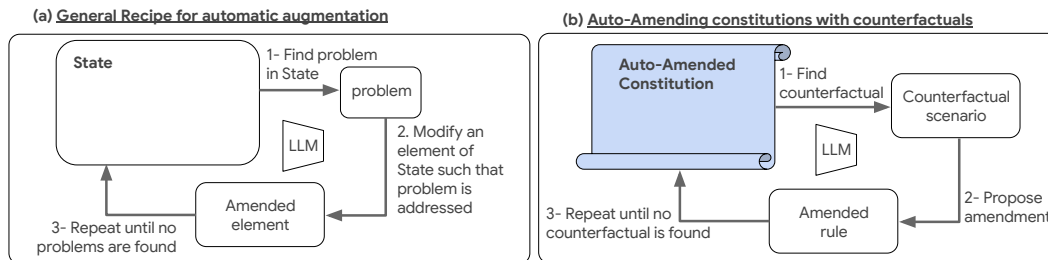 (a) General Recipe for automatic augmentation
State
1- Find problem
in State
problem
LLM
2. Modify an
element of
State such that
problem is
addressed
Amended
element
3- Repeat until no
problems are found
(b) Auto-Amending constitutions with counterfactuals
Auto-Amended
Constitution
1- Find
counterfactual
Counterfactual
scenario
LLM
2- Propose
amendment
Amended
rule
3- Repeat until no
counterfactual is found